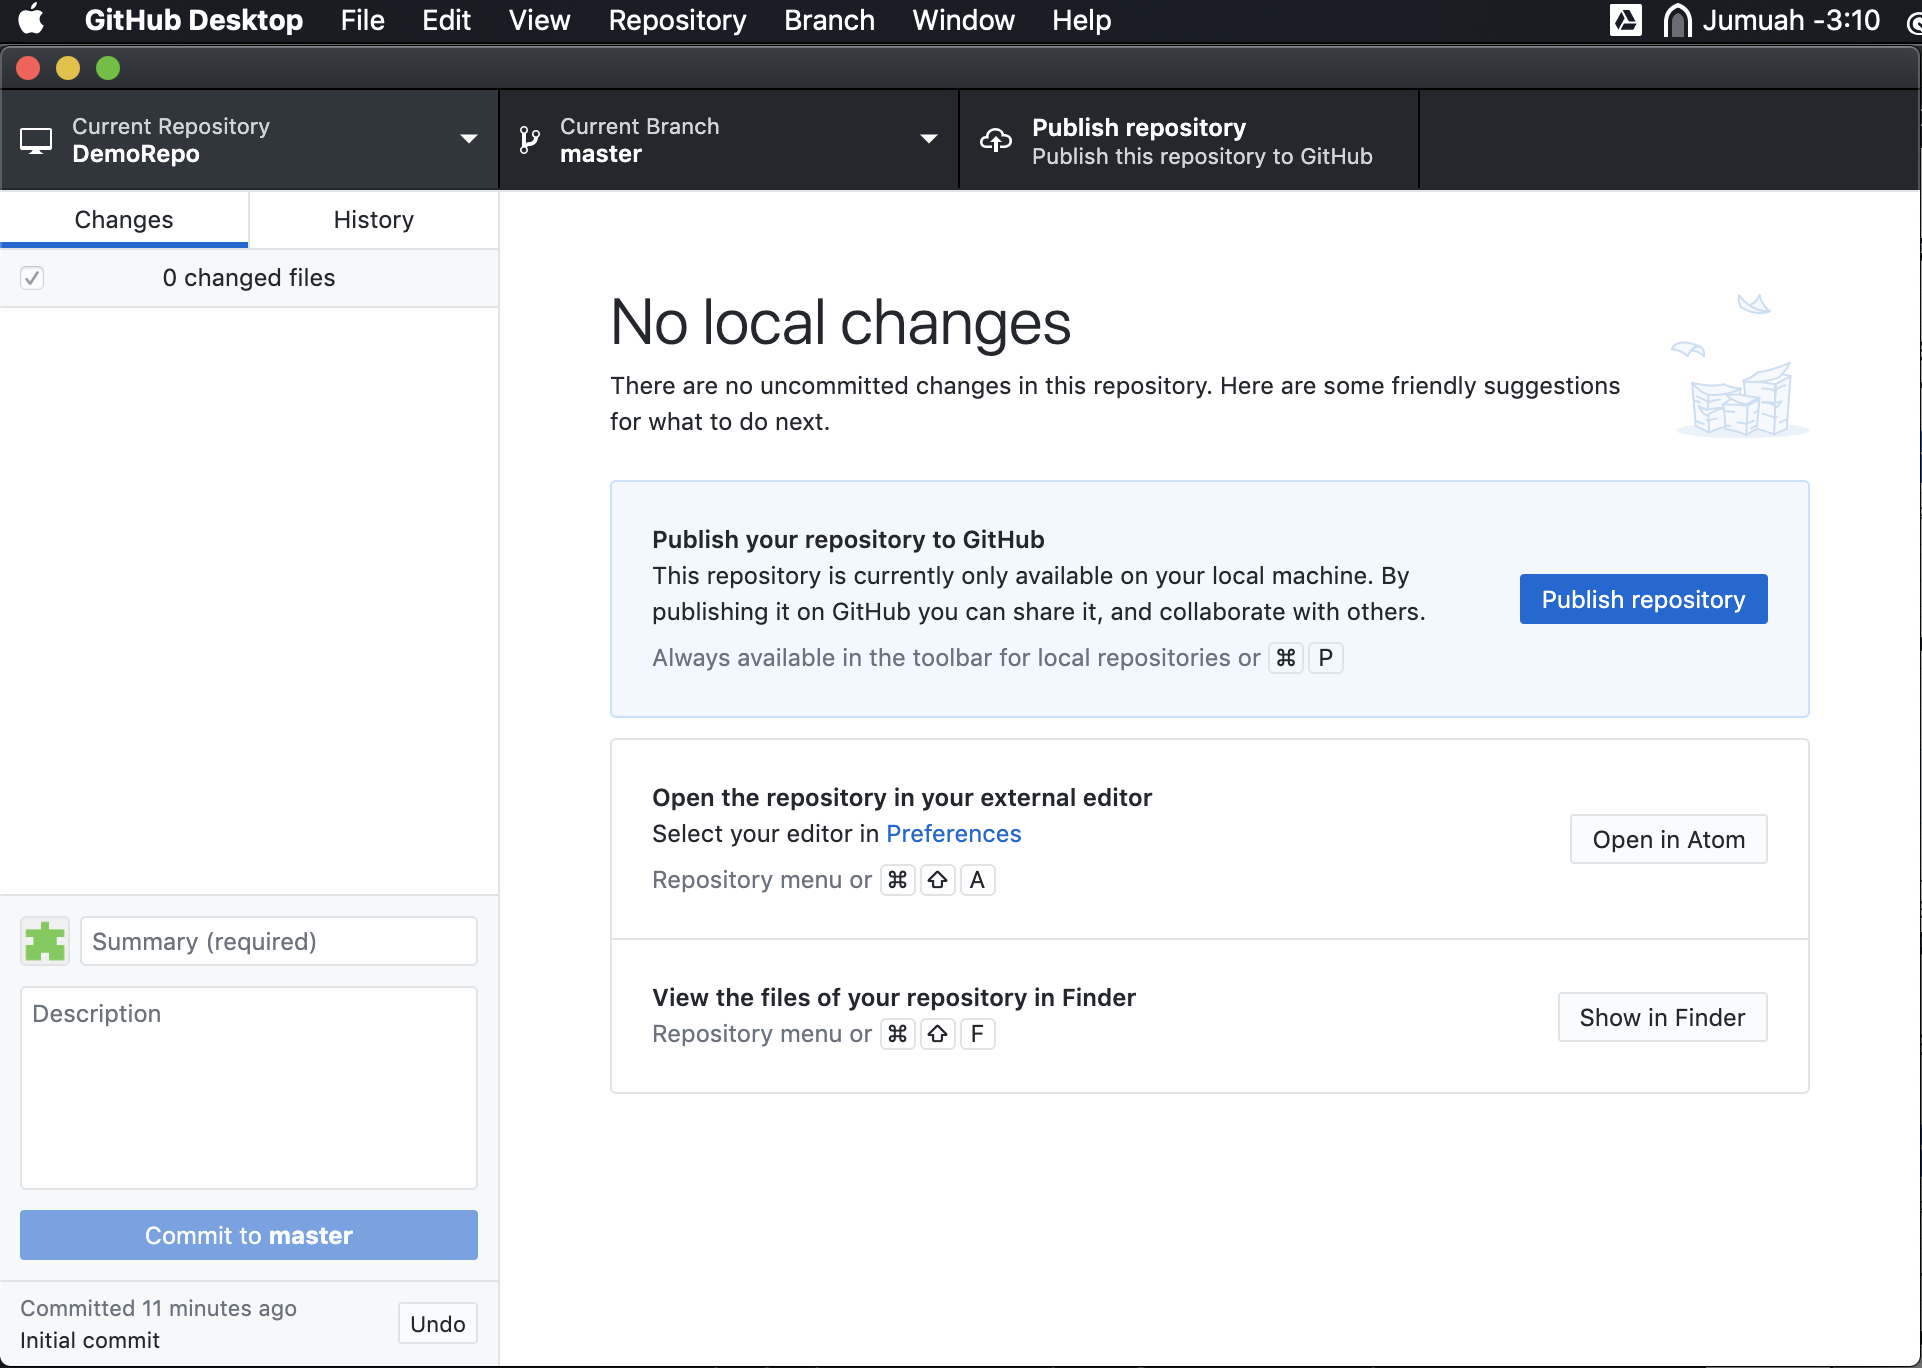 GitHub Desktop File Edit View Repository Branch Window Help Jumuah -3:10
Current Repository
DemoRepo
Current Branch
master
Publish repository
Publish this repository to GitHub
Changes
History
0 changed files
No local changes
There are no uncommitted changes in this repository. Here are some friendly suggestions
for what to do next.
Publish your repository to GitHub
This repository is currently only available on your local machine. By
publishing it on GitHub you can share it, and collaborate with others.
Always available in the toolbar for local repositories or ⌘ P
Publish repository
Open the repository in your external editor
Select your editor in Preferences
Repository menu or ⌘ ⇧ A
Open in Atom
View the files of your repository in Finder
Repository menu or ⌘ ⇧ F
Show in Finder
Summary (required)
Description
Commit to master
Committed 11 minutes ago
Initial commit
Undo